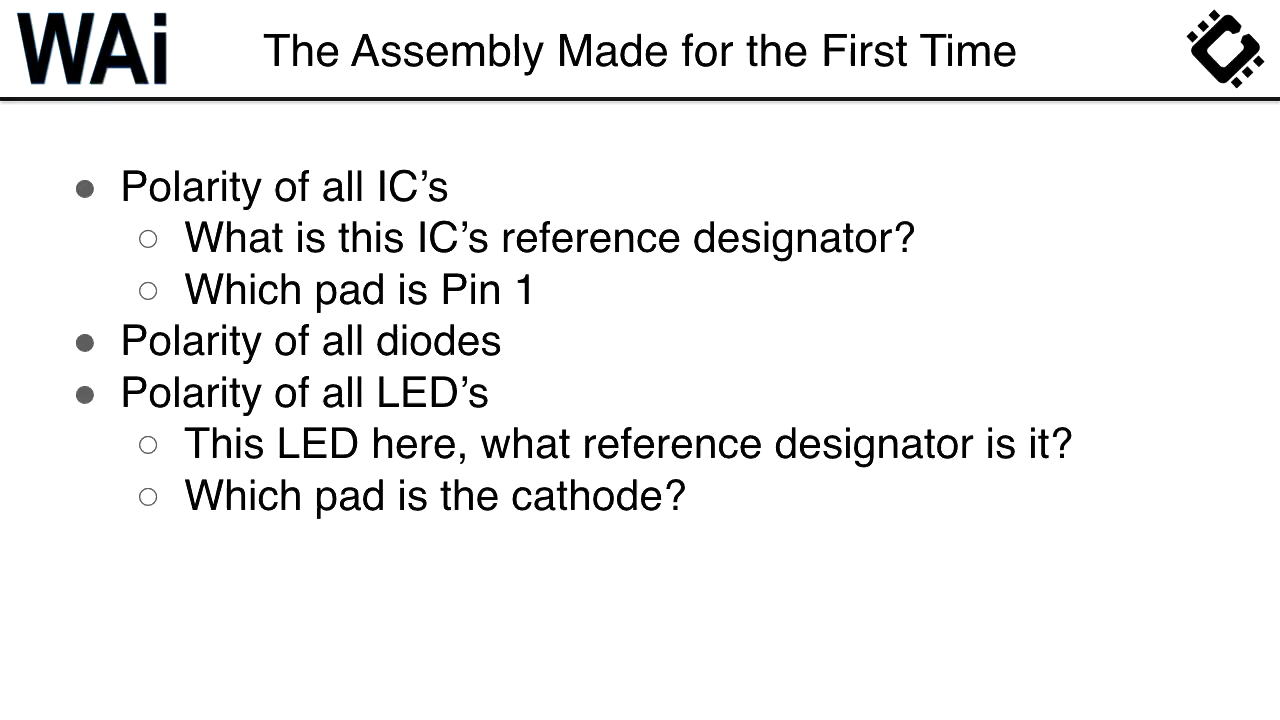 WAi
The Assembly Made for the First Time
● Polarity of all IC’s
○ What is this IC’s reference designator?
○ Which pad is Pin 1
● Polarity of all diodes
● Polarity of all LED’s
○ This LED here, what reference designator is it?
○ Which pad is the cathode?